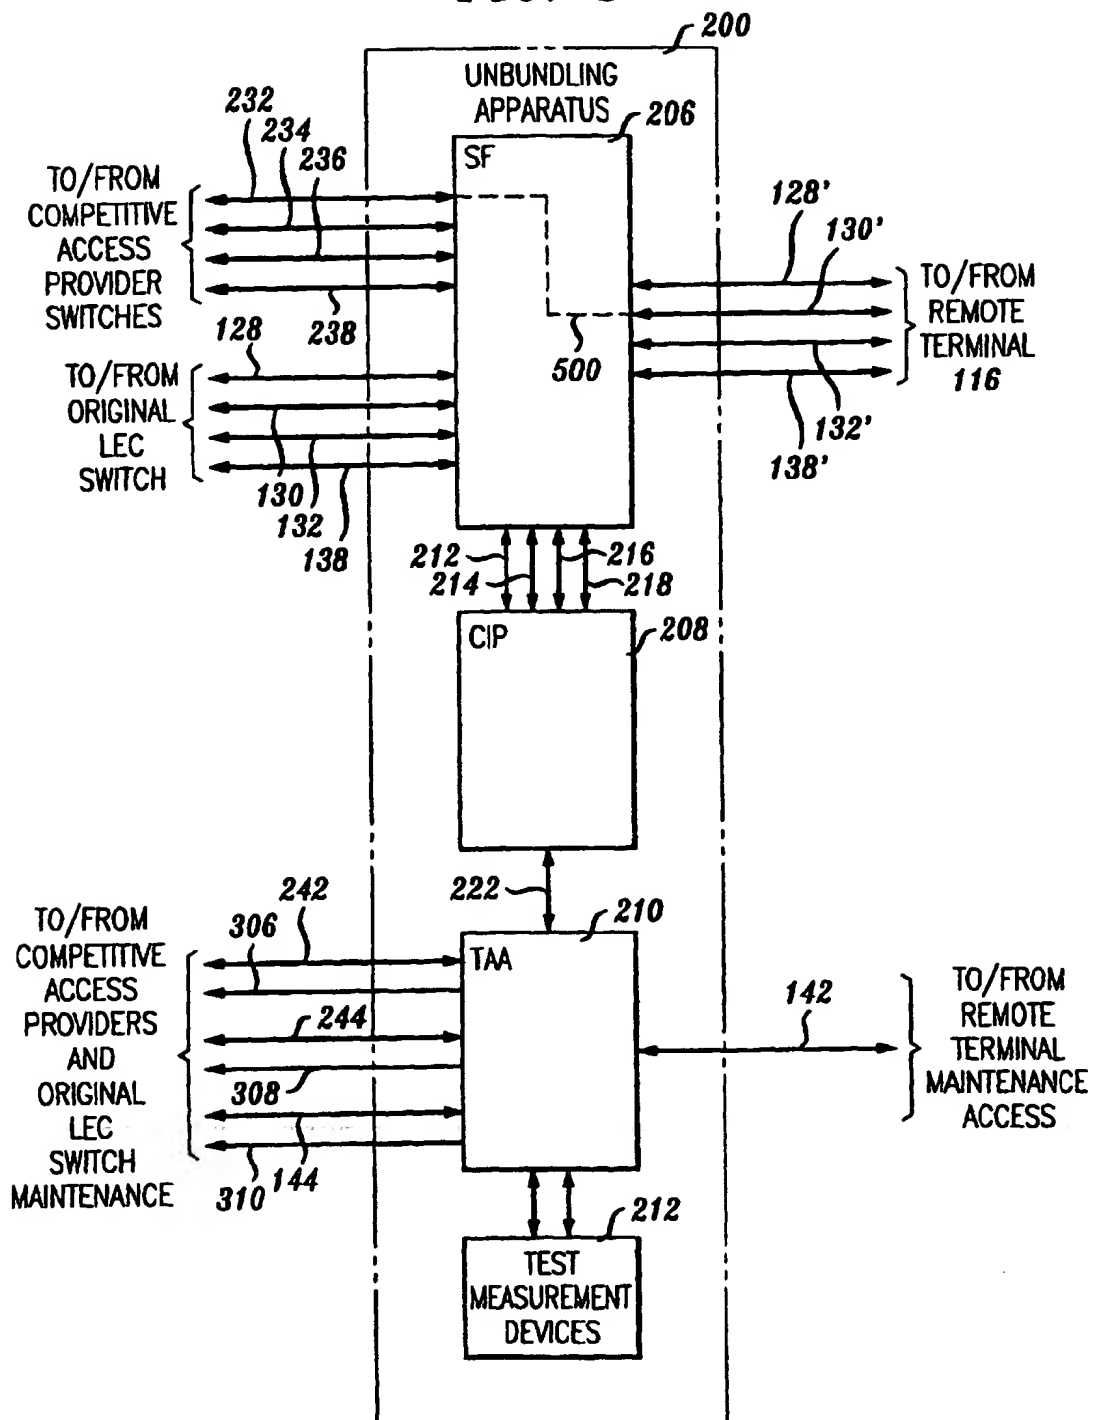 200
UNBUNDLING
APPARATUS
206
SF
232
234
236
TO/FROM
COMPETITIVE
ACCESS
PROVIDER
SWITCHES
238
128
TO/FROM
ORIGINAL
LEC
SWITCH
130
132
138
128'
130'
TO/FROM
REMOTE
TERMINAL
116
500
132'
138'
212
214
216
218
CIP
208
222
210
TAA
242
306
TO/FROM
COMPETITIVE
ACCESS
PROVIDERS
AND
ORIGINAL
LEC
SWITCH
MAINTENANCE
244
308
310
144
142
TO/FROM
REMOTE
TERMINAL
MAINTENANCE
ACCESS
212
TEST
MEASUREMENT
DEVICES